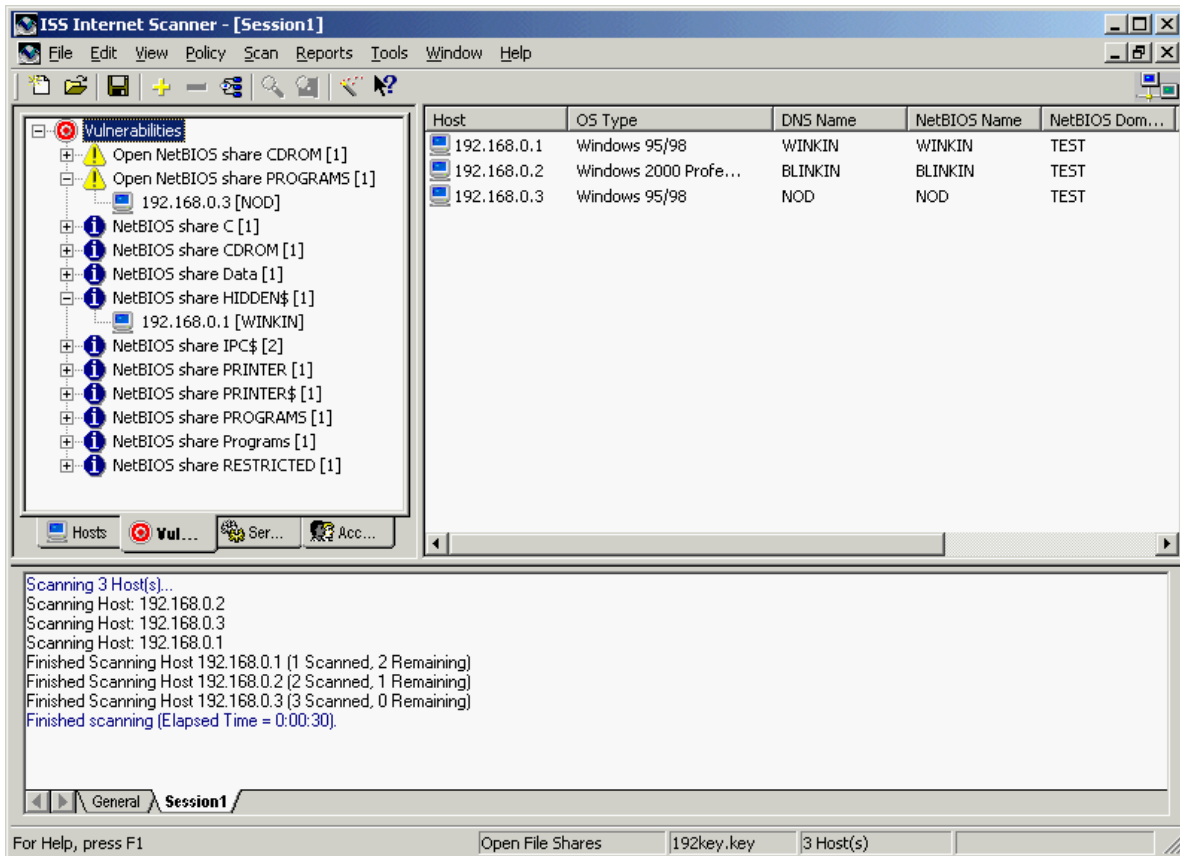 ISS Internet Scanner - [Session1]
File Edit View Policy Scan Reports Tools Window Help
Vulnerabilities
Open NetBIOS share CDROM [1]
Open NetBIOS share PROGRAMS [1]
192.168.0.3 [NOD]
NetBIOS share C [1]
NetBIOS share CDROM [1]
NetBIOS share Data [1]
NetBIOS share HIDDEN$ [1]
192.168.0.1 [WINKIN]
NetBIOS share IPC$ [2]
NetBIOS share PRINTER [1]
NetBIOS share PRINTER$ [1]
NetBIOS share PROGRAMS [1]
NetBIOS share Programs [1]
NetBIOS share RESTRICTED [1]
Hosts Vul... Ser... Acc...
Host OS Type DNS Name NetBIOS Name NetBIOS Dom...
192.168.0.1 Windows 95/98 WINKIN WINKIN TEST
192.168.0.2 Windows 2000 Profe... BLINKIN BLINKIN TEST
192.168.0.3 Windows 95/98 NOD NOD TEST
Scanning 3 Host(s)...
Scanning Host: 192.168.0.2
Scanning Host: 192.168.0.3
Scanning Host: 192.168.0.1
Finished Scanning Host 192.168.0.1 (1 Scanned, 2 Remaining)
Finished Scanning Host 192.168.0.2 (2 Scanned, 1 Remaining)
Finished Scanning Host 192.168.0.3 (3 Scanned, 0 Remaining)
Finished scanning (Elapsed Time = 0:00:30).
General Session1
For Help, press F1 Open File Shares 192key.key 3 Host(s)